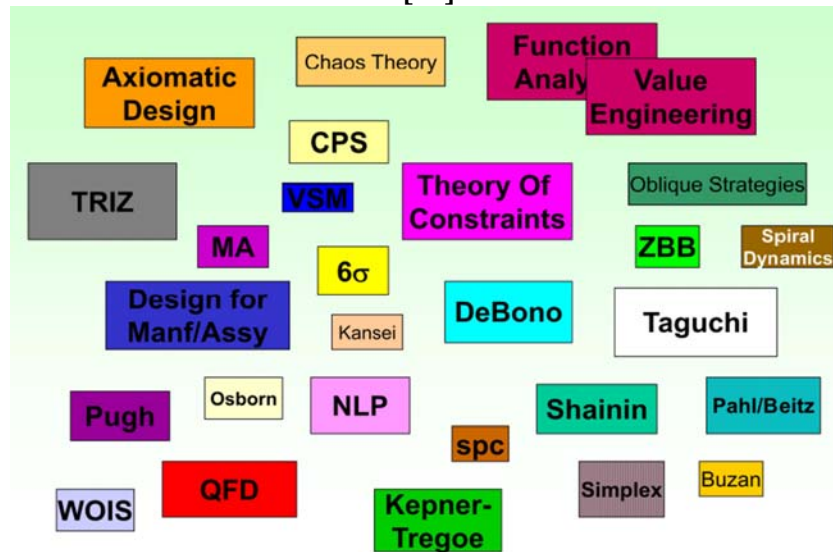 Axiomatic
Design
Chaos Theory
Function
Analy
Value
Engineering
CPS
TRIZ
VSM
Theory Of
Constraints
Oblique Strategies
MA
ZBB
Spiral
Dynamics
6σ
Design for
Manf/Assy
Kansei
DeBono
Taguchi
Pugh
Osborn
NLP
Shainin
Pahl/Beitz
spc
WOIS
QFD
Kepner-
Tregoe
Simplex
Buzan